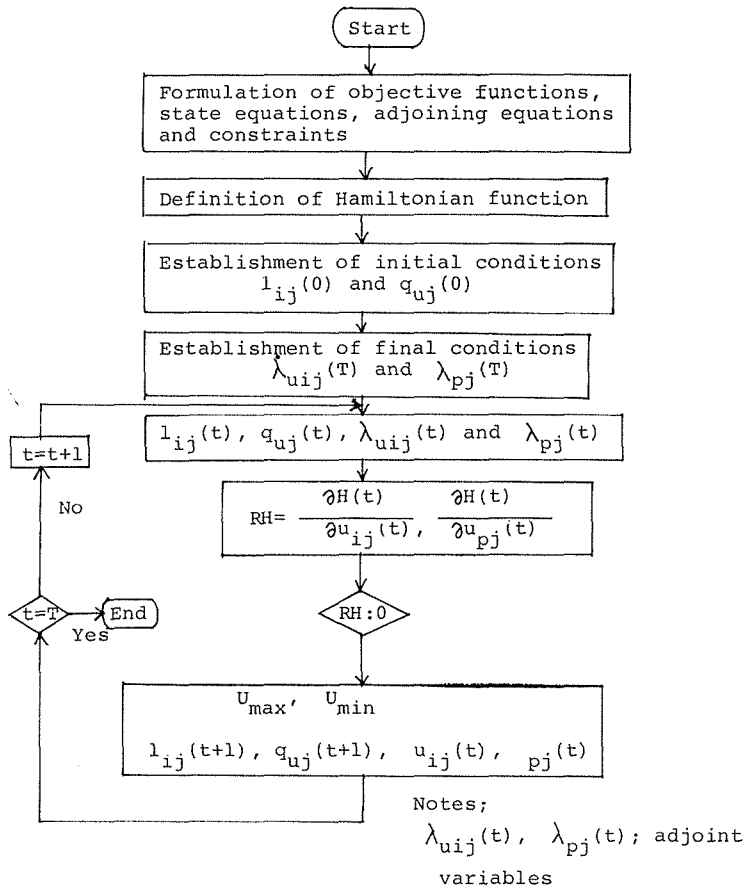 Start
Formulation of objective functions,
state equations, adjoining equations
and constraints
Definition of Hamiltonian function
Establishment of initial conditions
l_ij(0) and q_uj(0)
Establishment of final conditions
λ_uij(T) and λ_pj(T)
l_ij(t), q_uj(t), λ_uij(t) and λ_pj(t)
t=t+1
RH= ∂H(t)/∂u_ij(t), ∂H(t)/∂u_pj(t)
No
t=T
End
Yes
RH:0
U_max, U_min
l_ij(t+1), q_uj(t+1), u_ij(t), pj(t)
Notes;
λ_uij(t), λ_pj(t); adjoint
variables